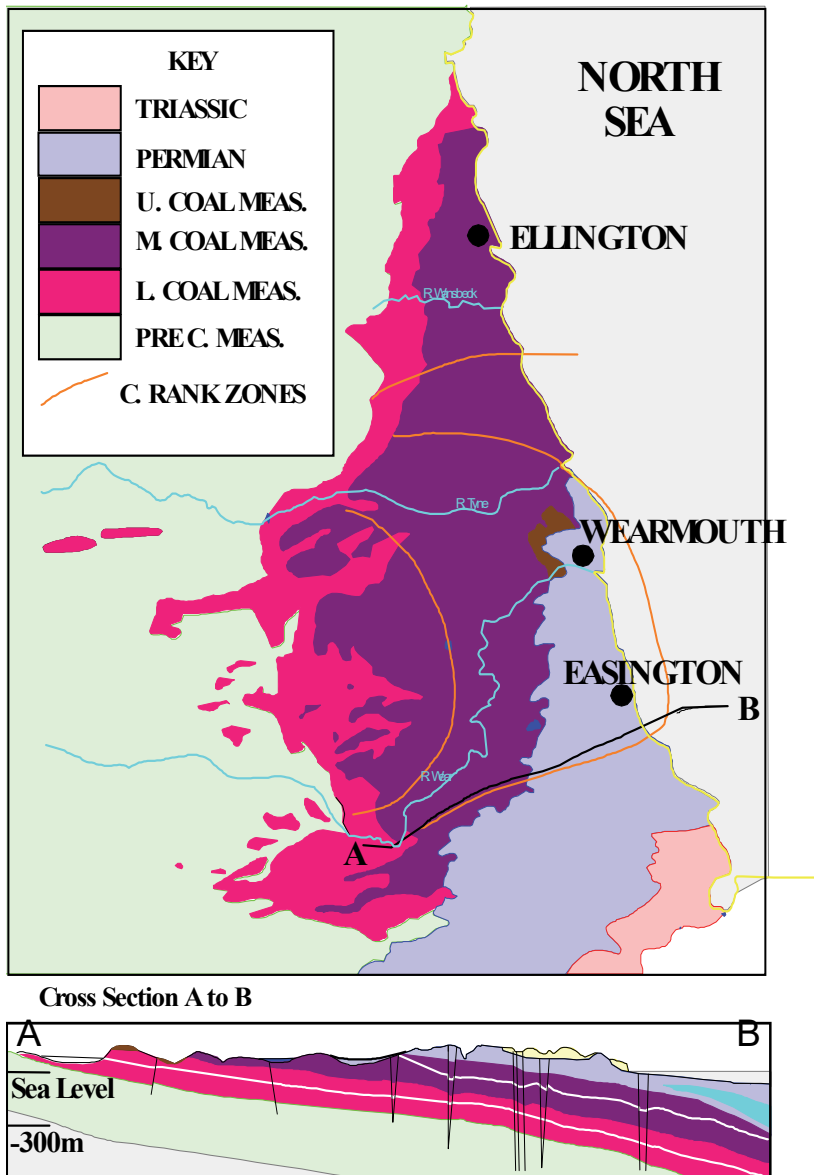 KEY
TRIASSIC
PERMIAN
U. COAL MEAS.
M. COAL MEAS.
L. COAL MEAS.
PRE C. MEAS.
C. RANK ZONES
NORTH
SEA
ELLINGTON
R. Wansbeck
R. Tyne
WEARMOUTH
EASINGTON
B
R. Wear
A
Cross Section A to B
A
B
Sea Level
-300m